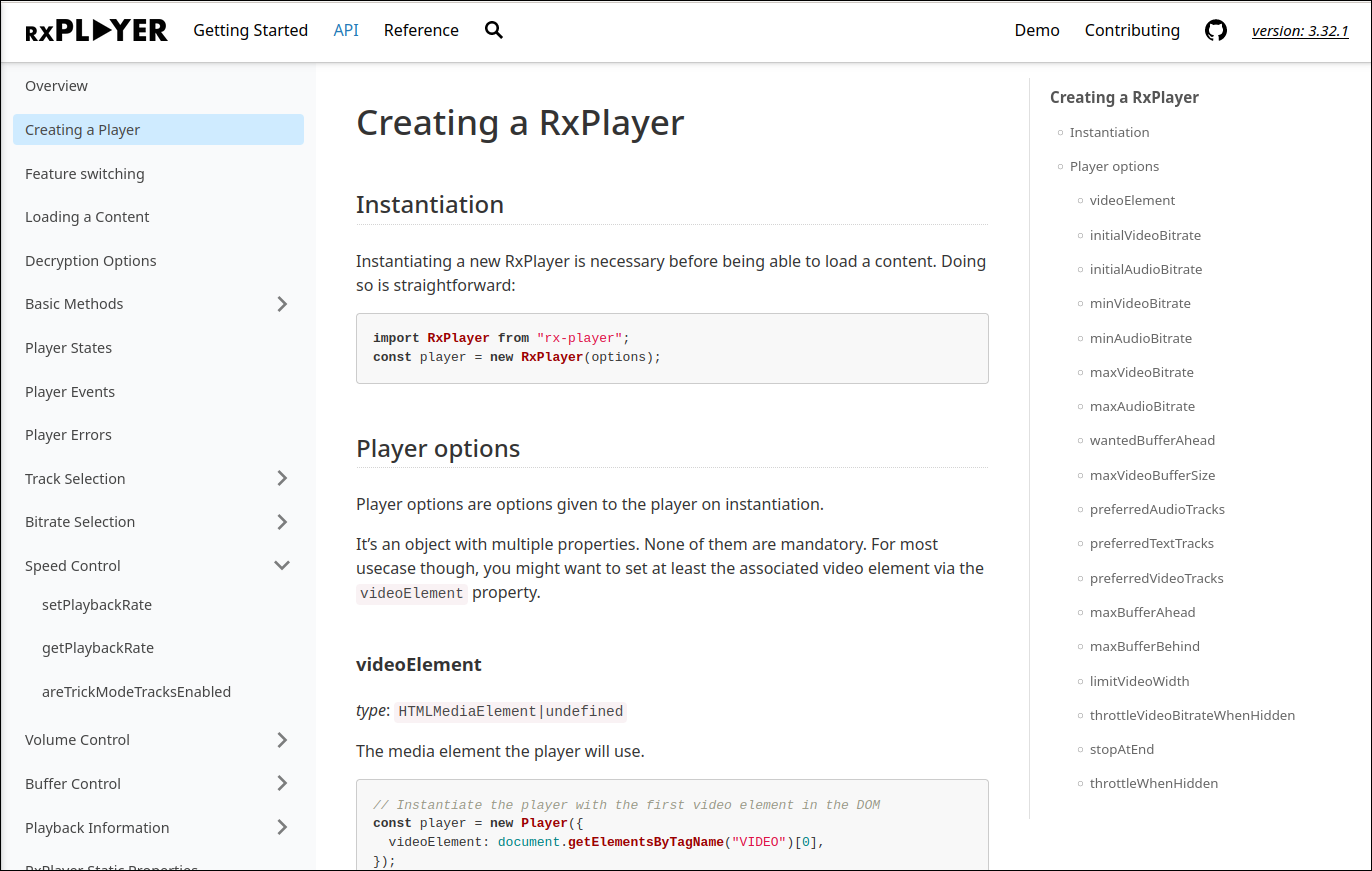 RXPLAYER
Getting Started
API
Reference
Demo
Contributing
version: 3.32.1
Overview
Creating a Player
Feature switching
Loading a Content
Decryption Options
Basic Methods
Player States
Player Events
Player Errors
Track Selection
Bitrate Selection
Speed Control
setPlaybackRate
getPlaybackRate
areTrickModeTracksEnabled
Volume Control
Buffer Control
Playback Information
RxPlayer Static Properties
Creating a RxPlayer
Instantiation
Instantiating a new RxPlayer is necessary before being able to load a content. Doing
so is straightforward:
import RxPlayer from "rx-player";
const player = new RxPlayer(options);
Player options
Player options are options given to the player on instantiation.
It’s an object with multiple properties. None of them are mandatory. For most
usecase though, you might want to set at least the associated video element via the
videoElement property.
videoElement
type: HTMLMediaElement|undefined
The media element the player will use.
// Instantiate the player with the first video element in the DOM
const player = new Player({
  videoElement: document.getElementsByTagName("VIDEO")[0],
});
Creating a RxPlayer
Instantiation
Player options
videoElement
initialVideoBitrate
initialAudioBitrate
minVideoBitrate
minAudioBitrate
maxVideoBitrate
maxAudioBitrate
wantedBufferAhead
maxVideoBufferSize
preferredAudioTracks
preferredTextTracks
preferredVideoTracks
maxBufferAhead
maxBufferBehind
limitVideoWidth
throttleVideoBitrateWhenHidden
stopAtEnd
throttleWhenHidden